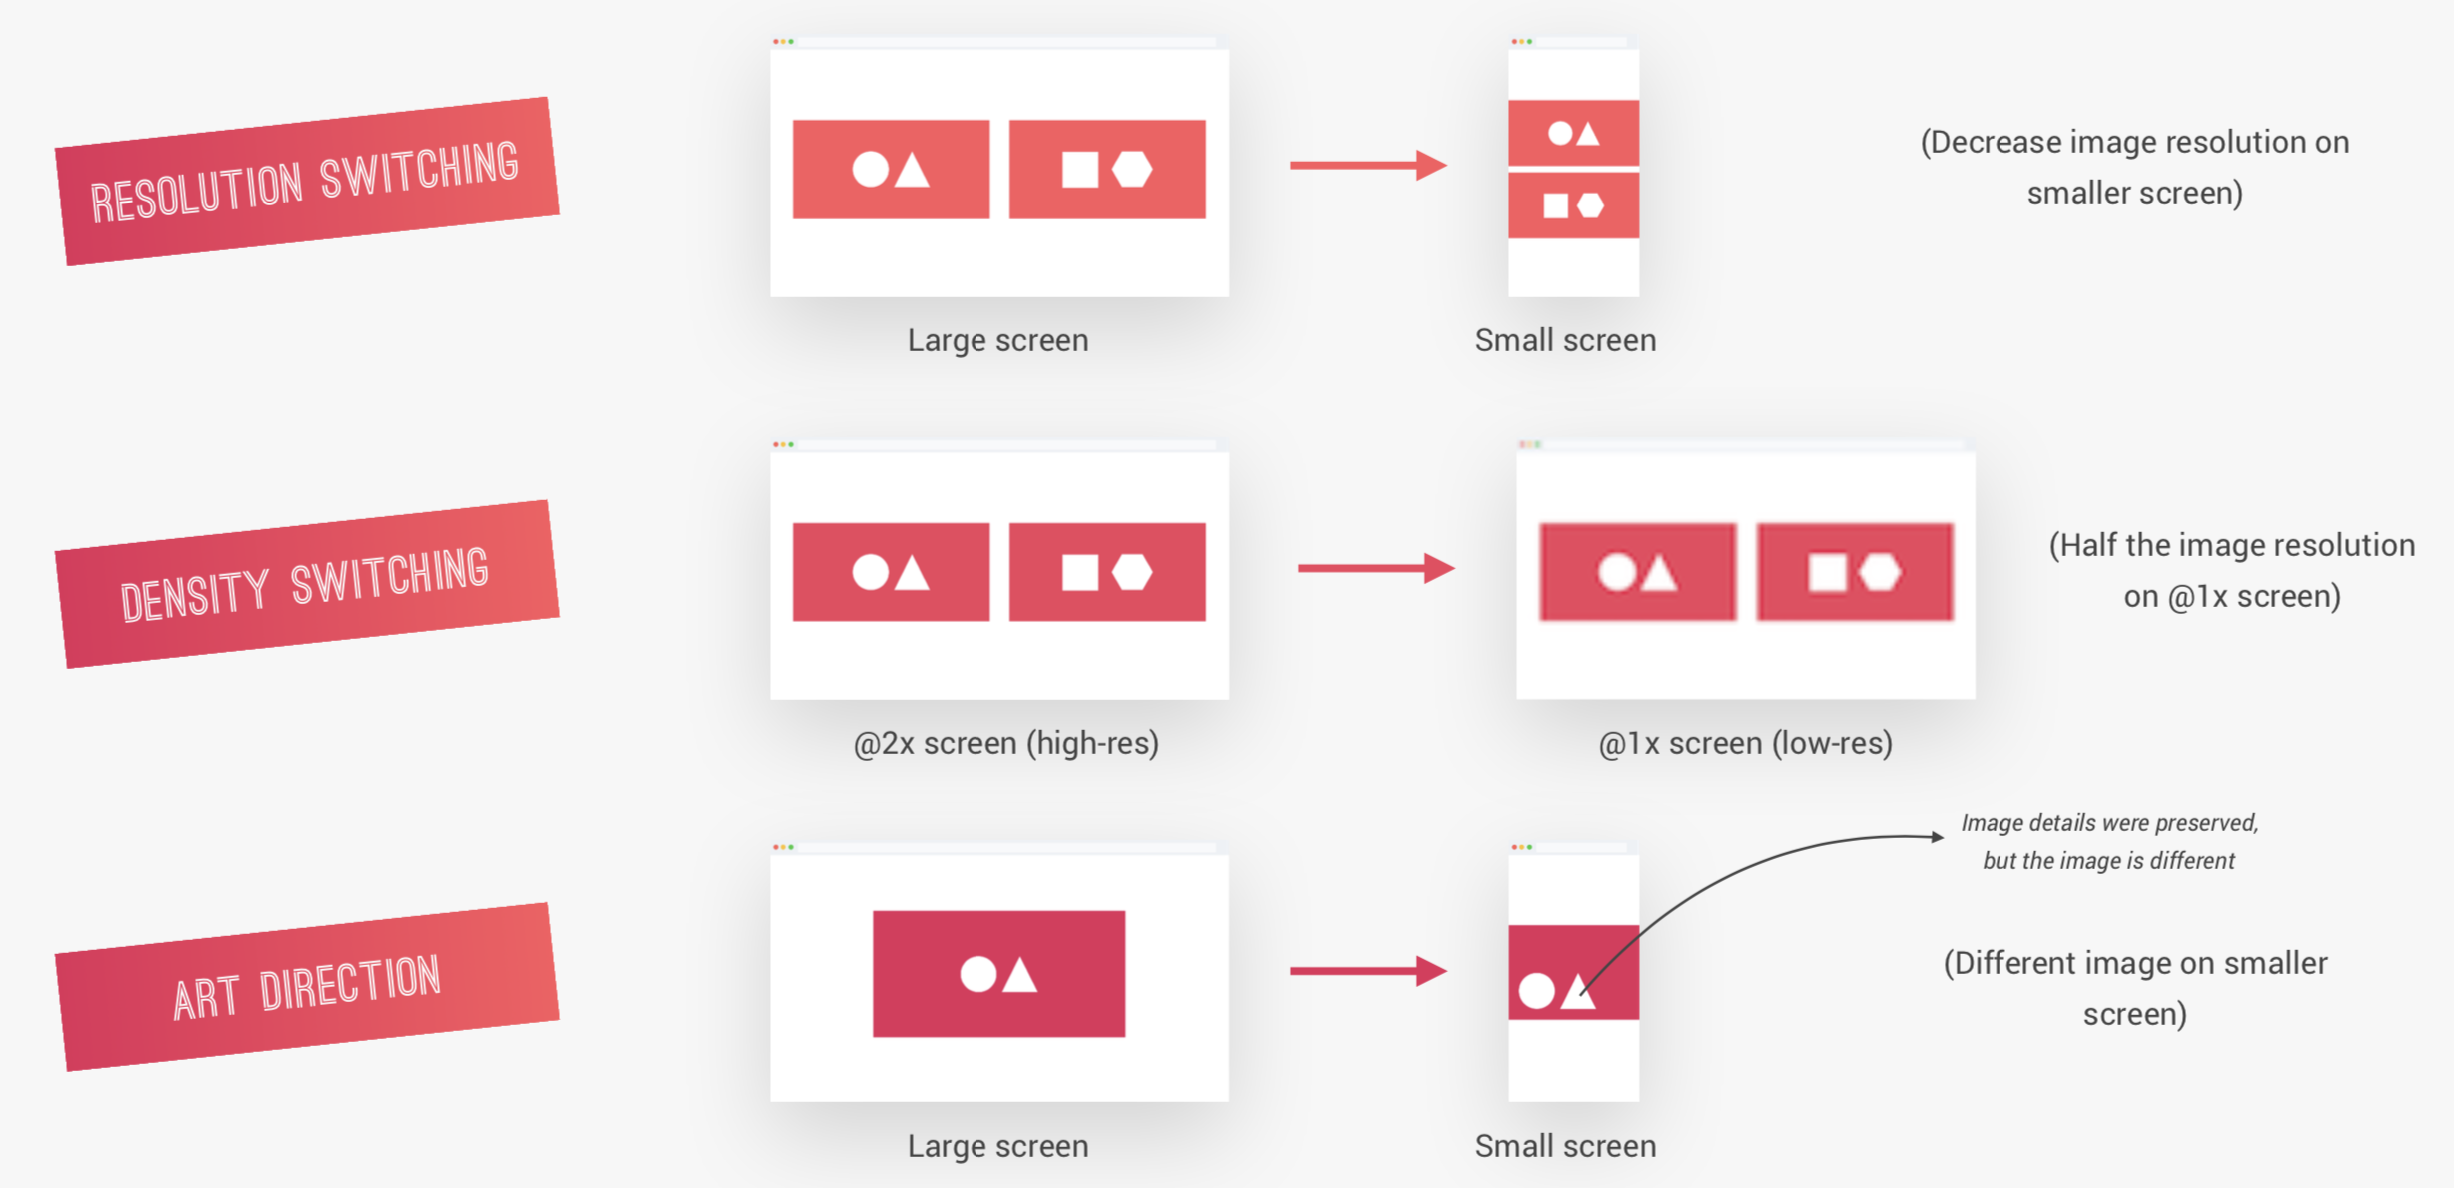 RESOLUTION SWITCHING
Large screen
Small screen
(Decrease image resolution on
smaller screen)
DENSITY SWITCHING
@2x screen (high-res)
@1x screen (low-res)
(Half the image resolution
on @1x screen)
ART DIRECTION
Large screen
Small screen
Image details were preserved,
but the image is different
(Different image on smaller
screen)